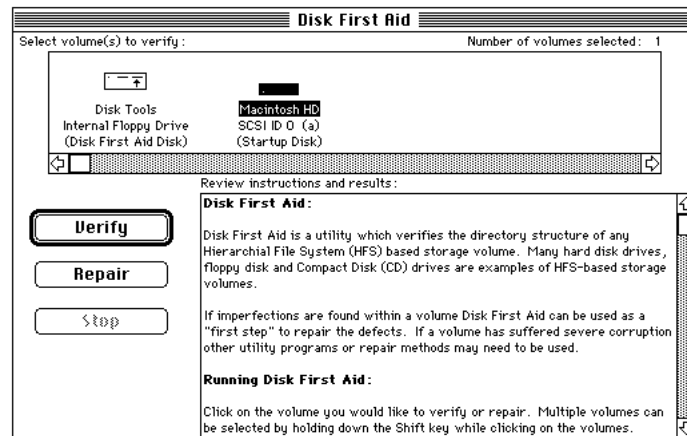 Disk First Aid
Select volume(s) to verify:
Number of volumes selected: 1
Disk Tools
Internal Floppy Drive
(Disk First Aid Disk)
Macintosh HD
SCSI ID 0 (a)
(Startup Disk)
Review instructions and results:
Verify
Repair
Stop
Disk First Aid:
Disk First Aid is a utility which verifies the directory structure of any
Hierarchial File System (HFS) based storage volume. Many hard disk drives,
floppy disk and Compact Disk (CD) drives are examples of HFS-based storage
volumes.
If imperfections are found within a volume Disk First Aid can be used as a
"first step" to repair the defects. If a volume has suffered severe corruption
other utility programs or repair methods may need to be used.
Running Disk First Aid:
Click on the volume you would like to verify or repair. Multiple volumes can
be selected by holding down the Shift key while clicking on the volumes.